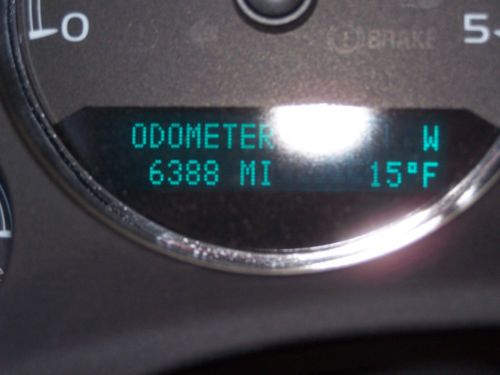 0 BRAKE 5
ODOMETER W
6388 MI 15°F